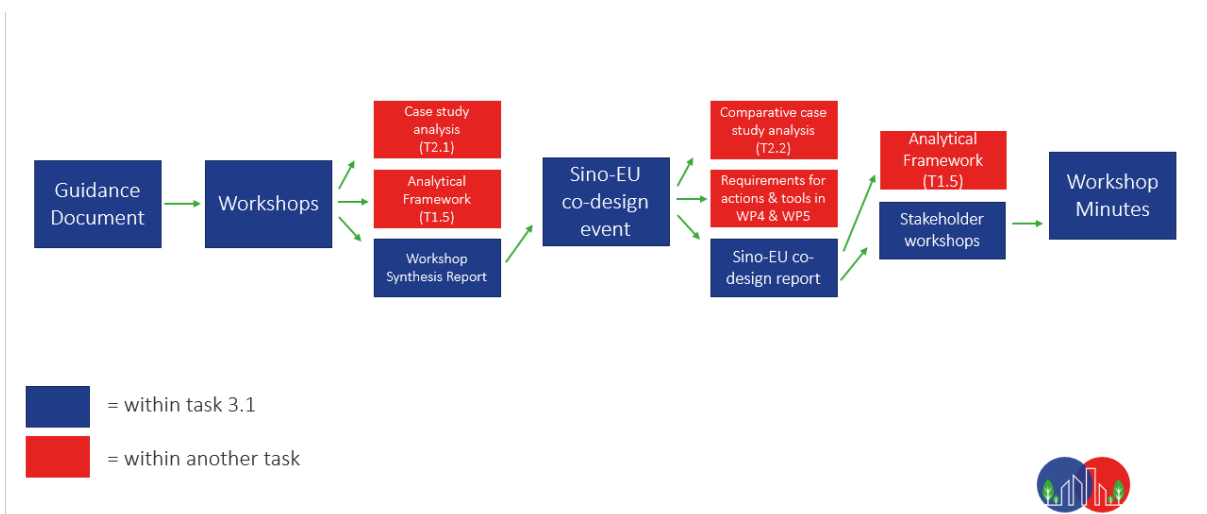 Guidance
Document
Workshops
Case study
analysis
(T2.1)
Analytical
Framework
(T1.5)
Workshop
Synthesis Report
Sino-EU
co-design
event
Comparative case
study analysis
(T2.2)
Requirements for
actions & tools in
WP4 & WP5
Sino-EU co-
design report
Analytical
Framework
(T1.5)
Stakeholder
workshops
Workshop
Minutes
= within task 3.1
= within another task